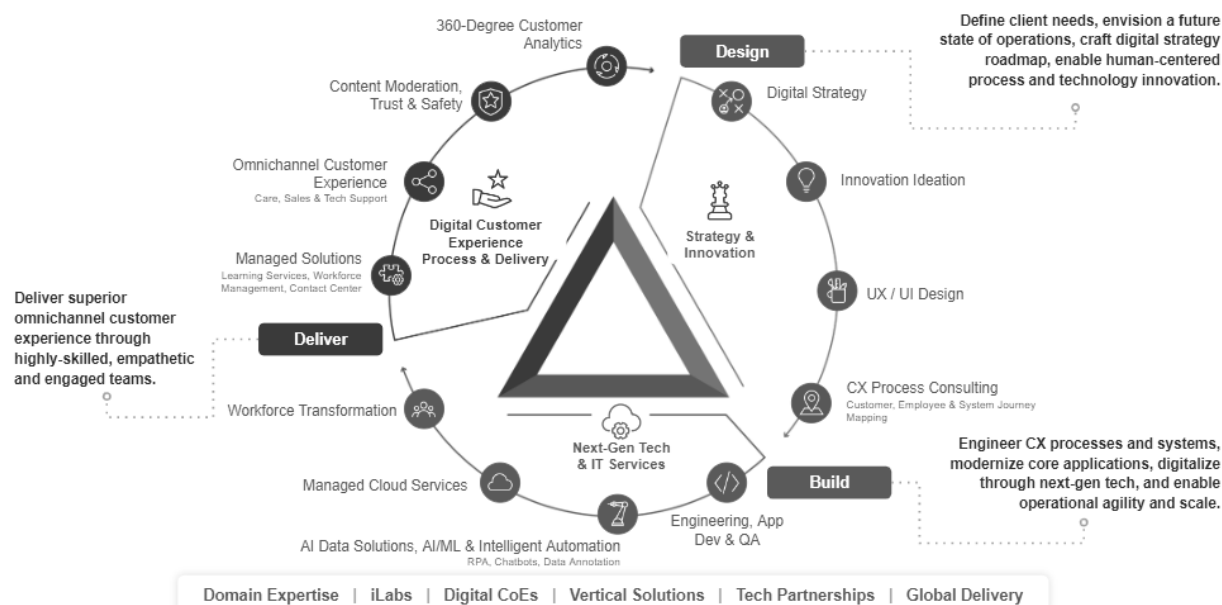 360-Degree Customer
Analytics
Design
Define client needs, envision a future
state of operations, craft digital strategy
roadmap, enable human-centered
process and technology innovation.
Content Moderation,
Trust & Safety
Digital Strategy
Omnichannel Customer
Experience
Care, Sales & Tech Support
Innovation Ideation
Digital Customer
Experience
Process & Delivery
Strategy &
Innovation
Managed Solutions
Learning Services, Workforce
Management, Contact Center
UX / UI Design
Deliver superior
omnichannel customer
experience through
highly-skilled, empathetic
and engaged teams.
Deliver
CX Process Consulting
Customer, Employee & System Journey
Mapping
Workforce Transformation
Next-Gen Tech
& IT Services
Build
Engineer CX processes and systems,
modernize core applications, digitalize
through next-gen tech, and enable
operational agility and scale.
Managed Cloud Services
Engineering, App
Dev & QA
AI Data Solutions, AI/ML & Intelligent Automation
RPA, Chatbots, Data Annotation
Domain Expertise | iLabs | Digital CoEs | Vertical Solutions | Tech Partnerships | Global Delivery